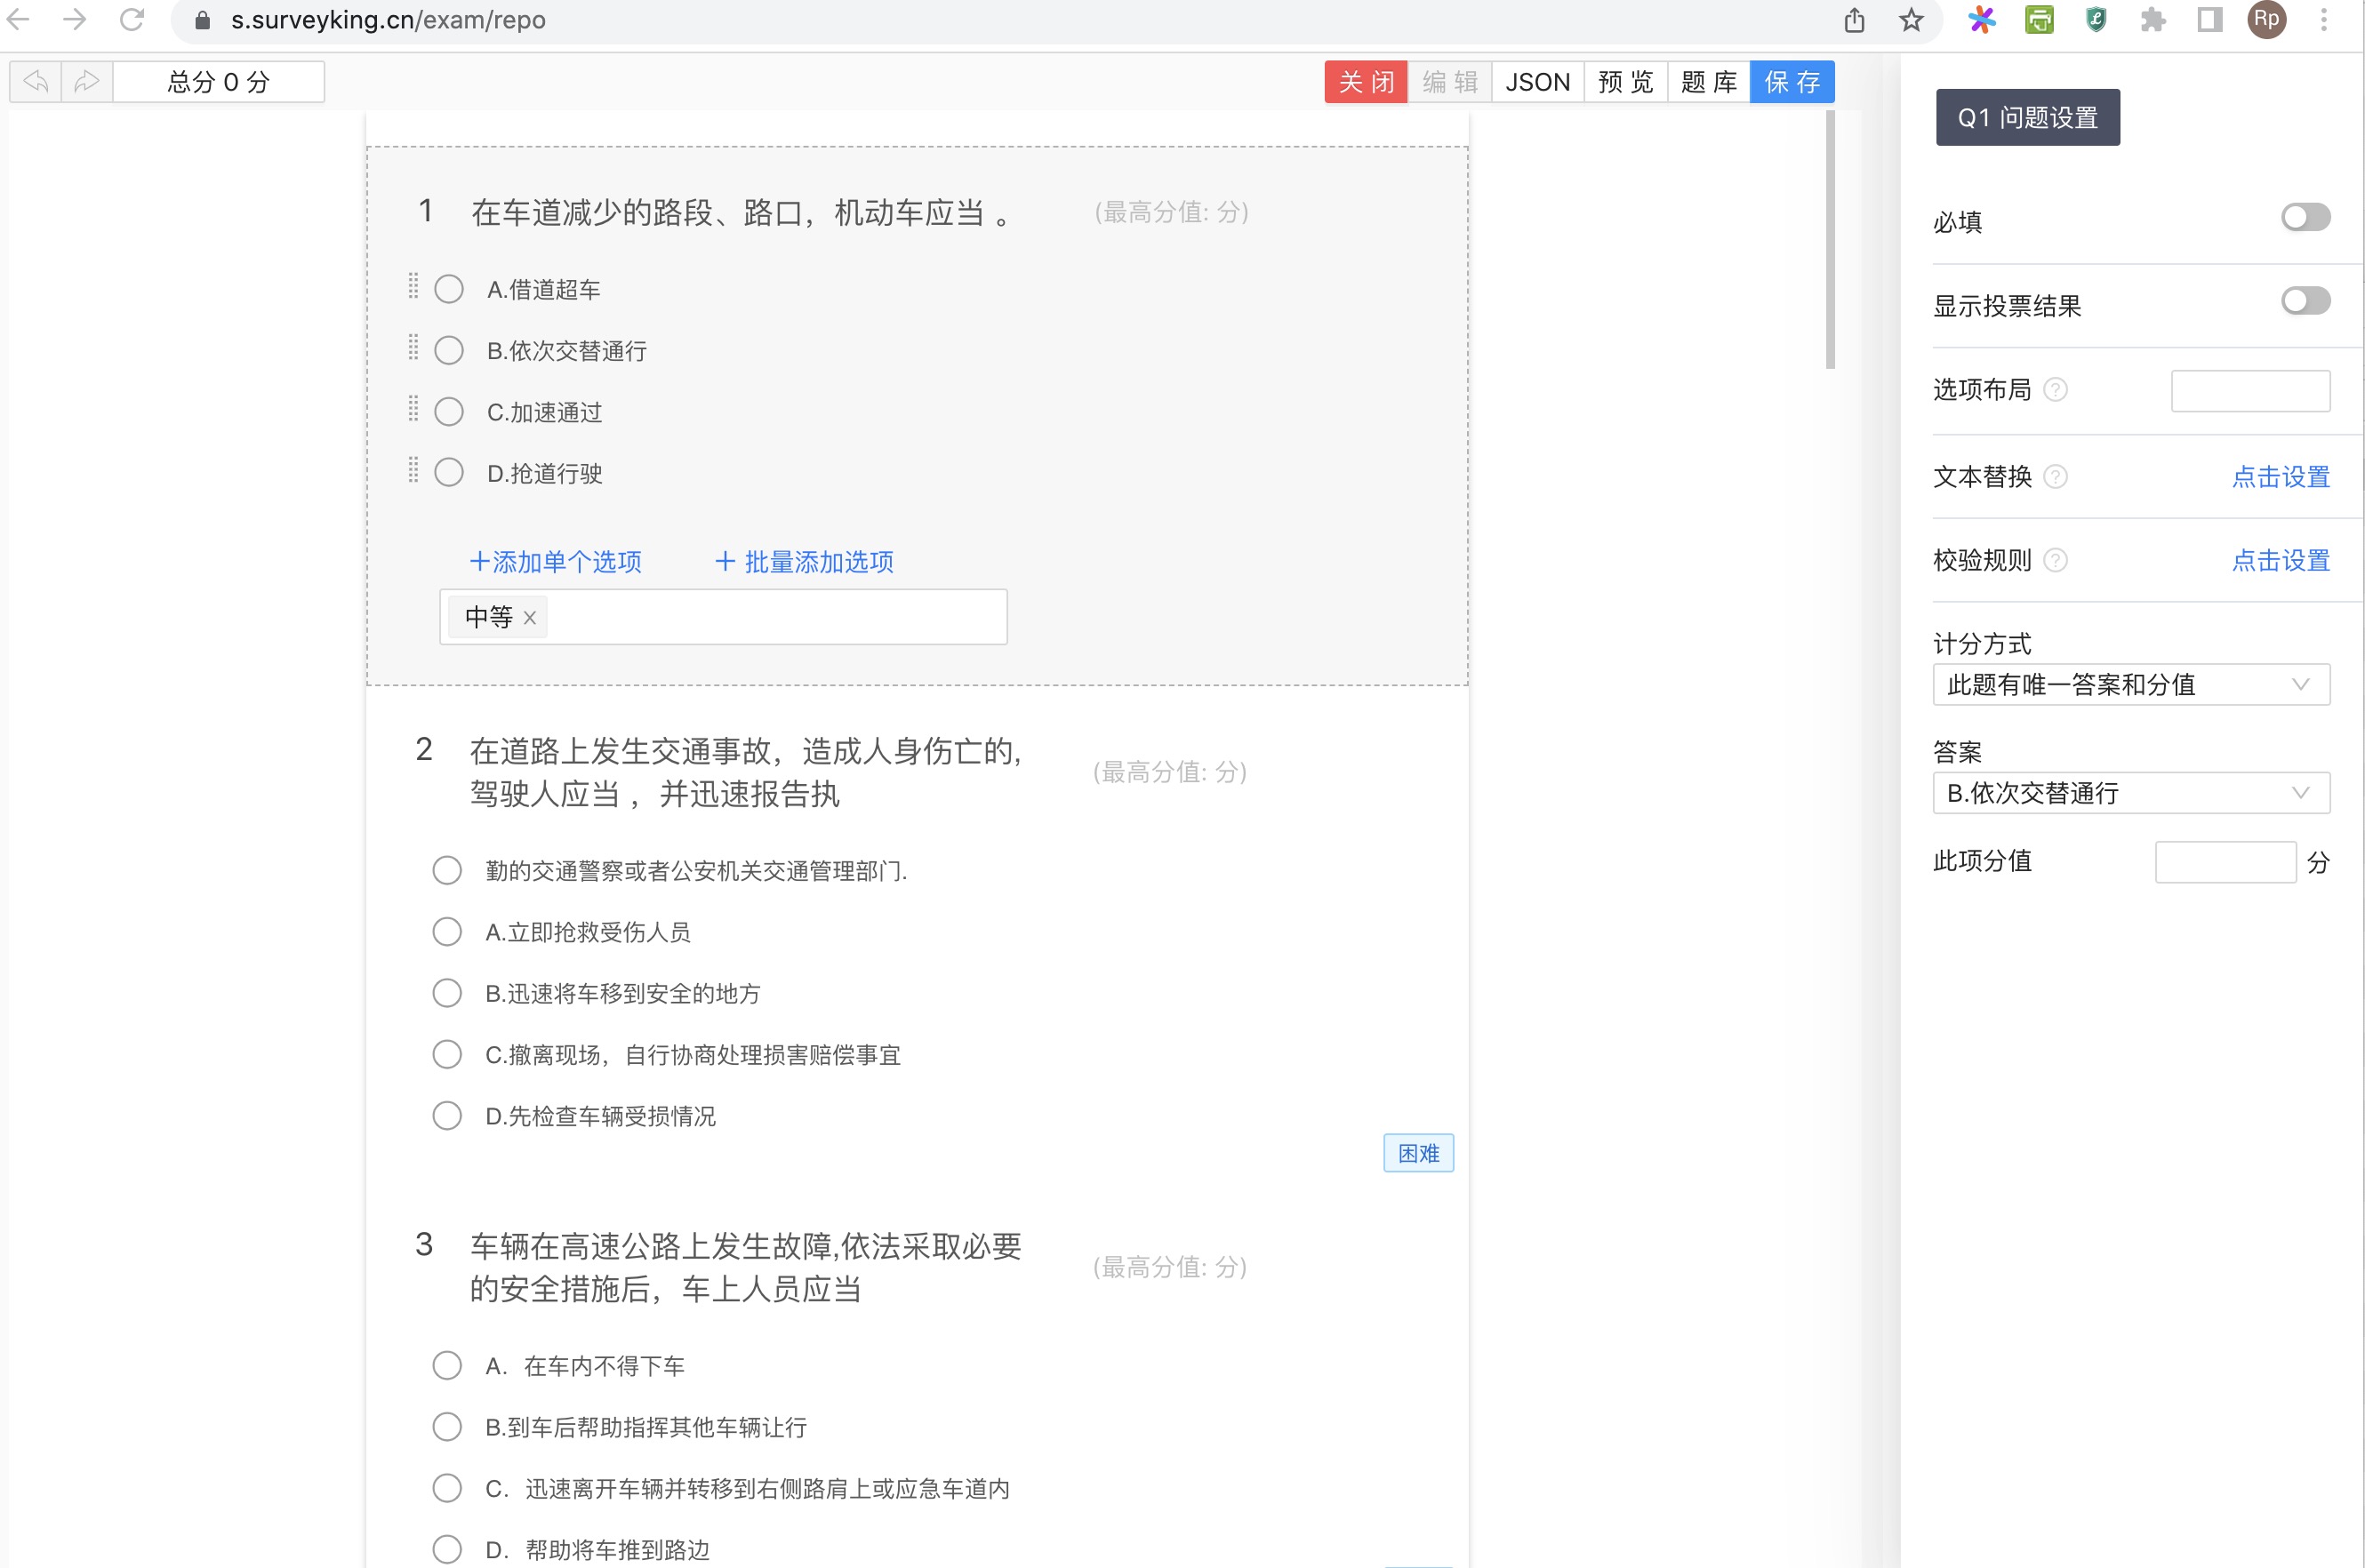 s.surveyking.cn/exam/repo
Rp
总分 0 分
关 闭
编 辑
JSON
预 览
题 库
保 存
1 在车道减少的路段、路口，机动车应当 。
(最高分值: 分)
A.借道超车
B.依次交替通行
C.加速通过
D.抢道行驶
+添加单个选项
+ 批量添加选项
中等 ×
2 在道路上发生交通事故，造成人身伤亡的,
驾驶人应当 ，并迅速报告执
(最高分值: 分)
勤的交通警察或者公安机关交通管理部门.
A.立即抢救受伤人员
B.迅速将车移到安全的地方
C.撤离现场，自行协商处理损害赔偿事宜
D.先检查车辆受损情况
困难
3 车辆在高速公路上发生故障,依法采取必要
的安全措施后，车上人员应当
(最高分值: 分)
A. 在车内不得下车
B.到车后帮助指挥其他车辆让行
C. 迅速离开车辆并转移到右侧路肩上或应急车道内
D. 帮助将车推到路边
Q1 问题设置
必填
显示投票结果
选项布局 ?
文本替换 ? 点击设置
校验规则 ? 点击设置
计分方式
此题有唯一答案和分值
答案
B.依次交替通行
此项分值 分